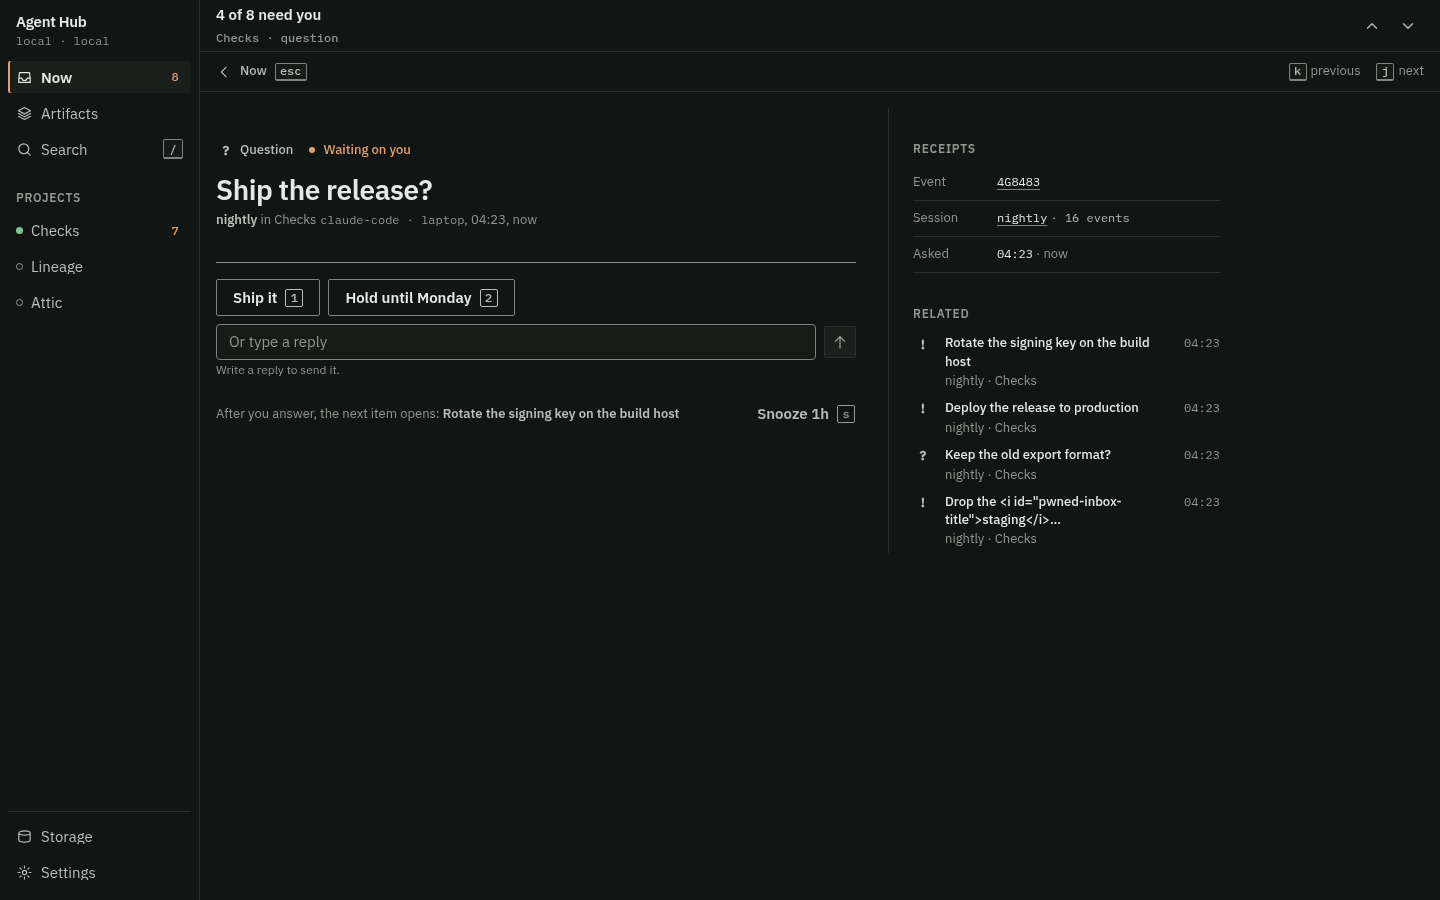 Agent Hub
local · local
Now 8
Artifacts
Search /
PROJECTS
Checks 7
Lineage
Attic
Storage
Settings
4 of 8 need you
Checks · question
Now esc
k previous j next
? Question Waiting on you
Ship the release?
nightly in Checks claude-code · laptop, 04:23, now
Ship it 1 Hold until Monday 2
Or type a reply
Write a reply to send it.
After you answer, the next item opens: Rotate the signing key on the build host Snooze 1h s
RECEIPTS
Event 4G8483
Session nightly · 16 events
Asked 04:23 · now
RELATED
! Rotate the signing key on the build 04:23
host
nightly · Checks
! Deploy the release to production 04:23
nightly · Checks
? Keep the old export format? 04:23
nightly · Checks
! Drop the <i id="pwned-inbox- 04:23
title">staging</i>…
nightly · Checks